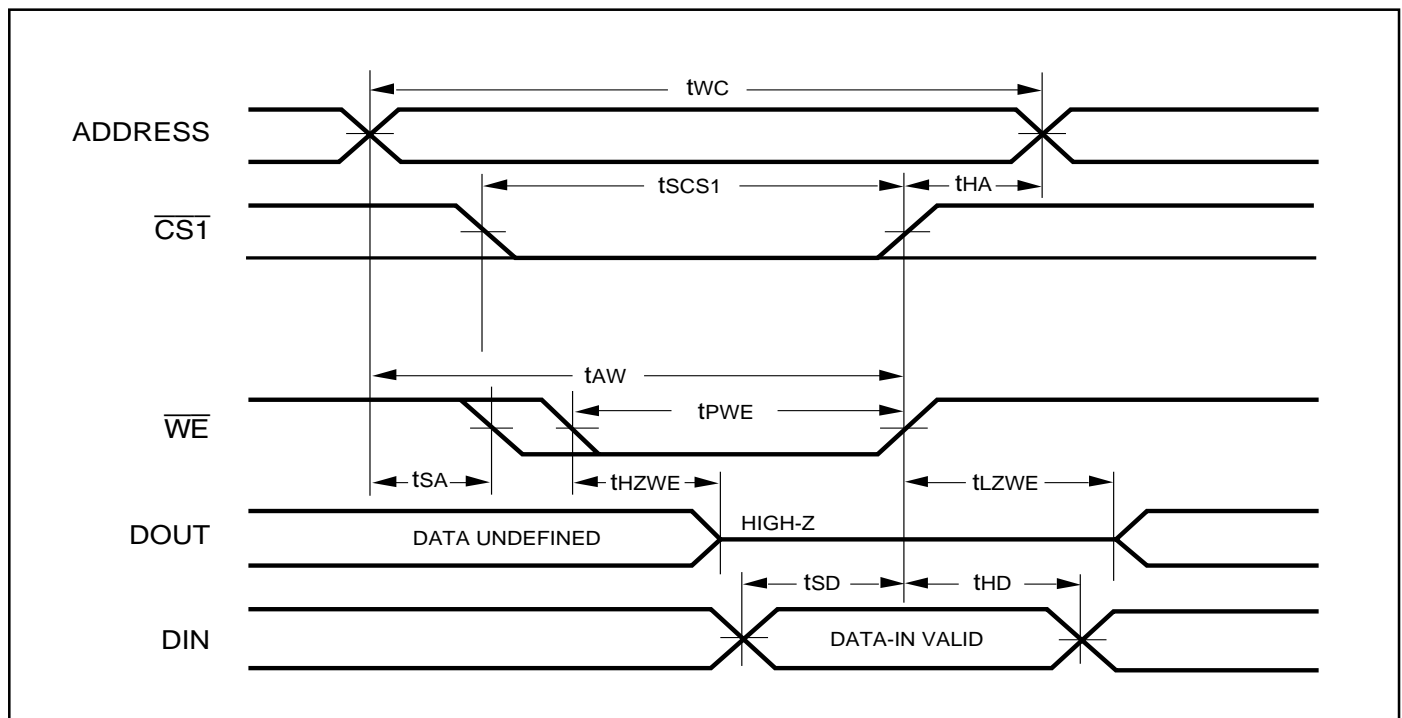 tWC
ADDRESS
tSCS1
tHA
CS1
tAW
tPWE
WE
tSA
tHZWE
tLZWE
DOUT
DATA UNDEFINED
HIGH-Z
tSD
tHD
DIN
DATA-IN VALID